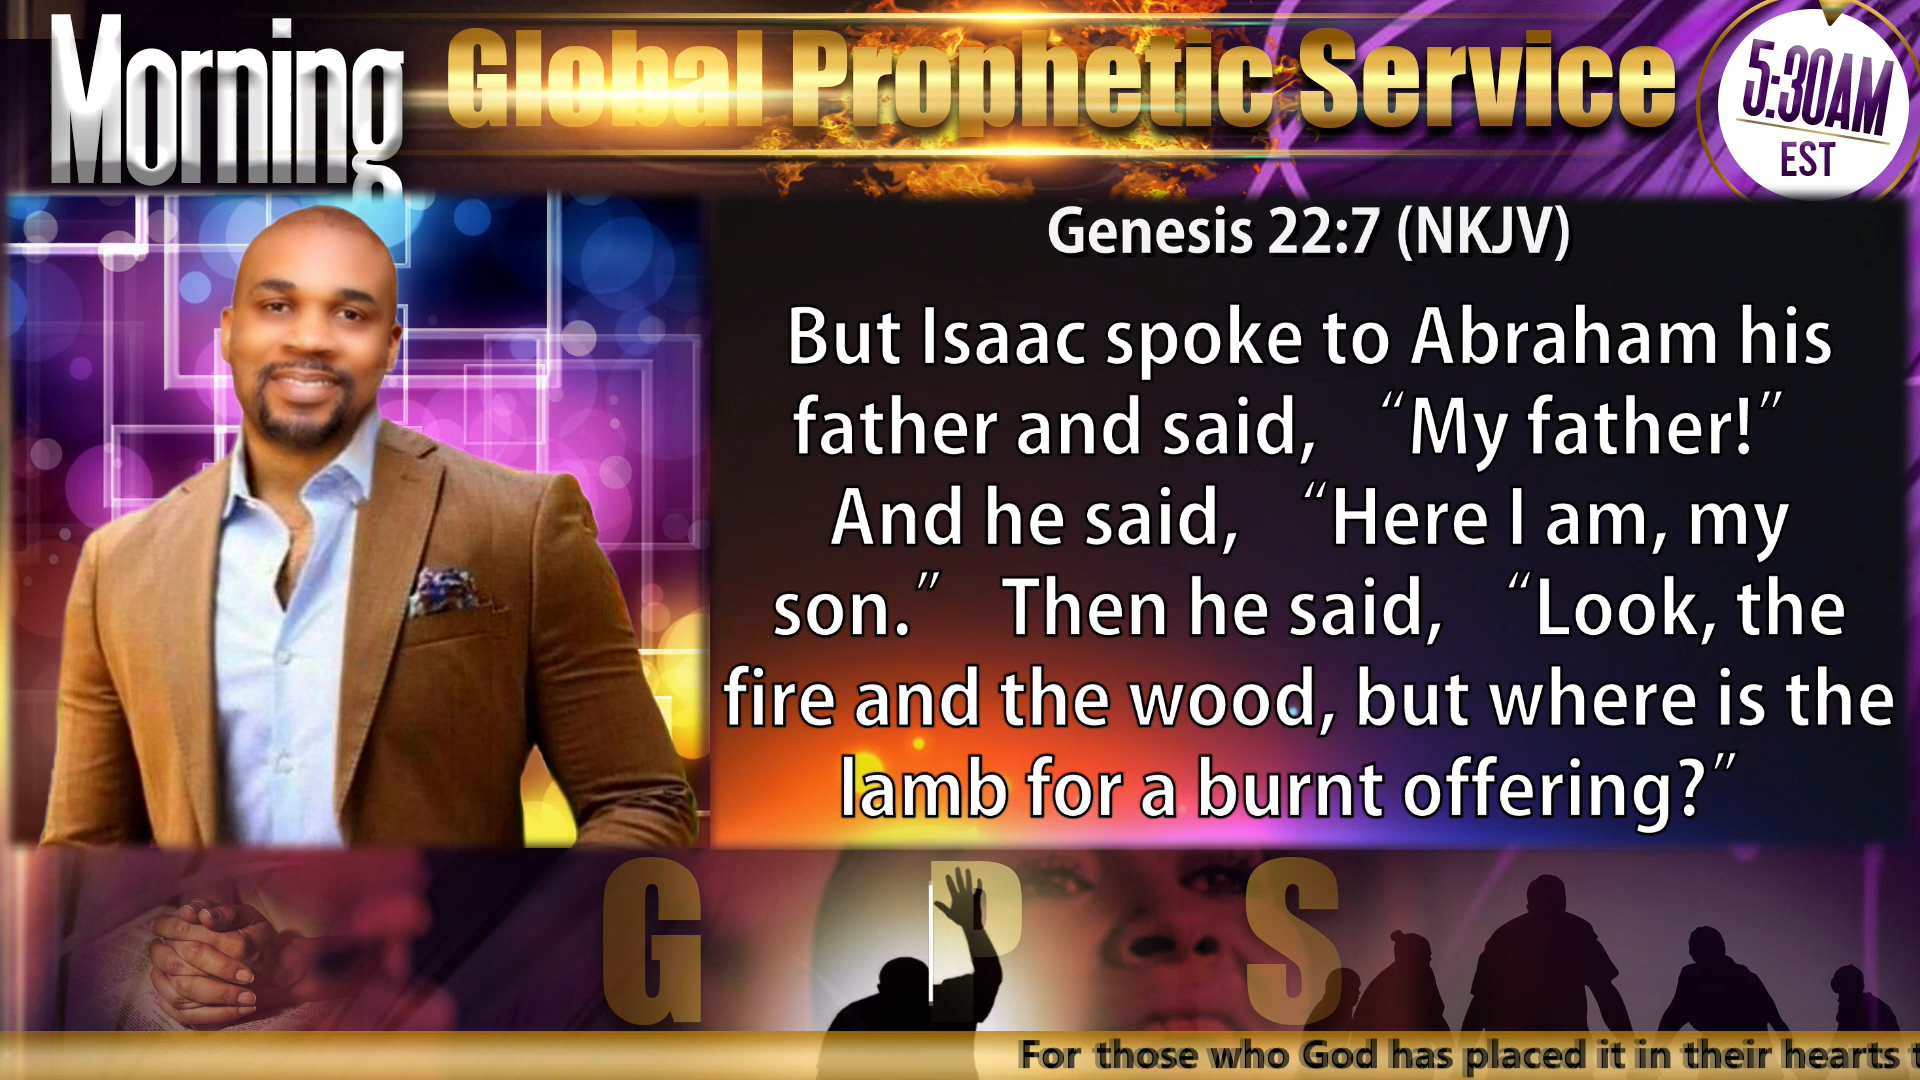 Morning Global Prophetic Service
5:30AM
EST
Genesis 22:7 (NKJV)
But Isaac spoke to Abraham his
father and said, “My father!”
And he said, “Here I am, my
son.” Then he said, “Look, the
fire and the wood, but where is the
lamb for a burnt offering?”
G P S
For those who God has placed it in their hearts t